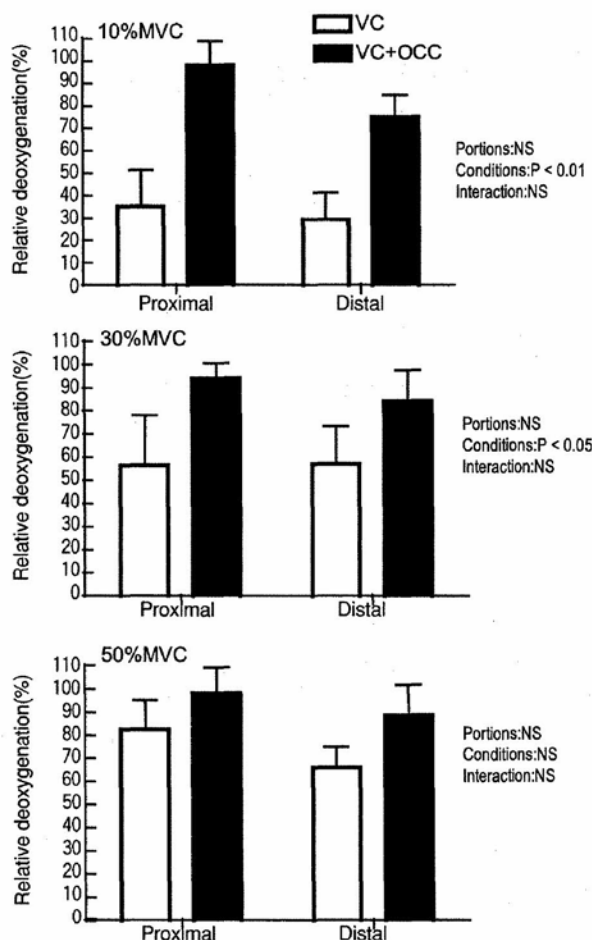 10%MVC
VC
VC+OCC
Relative deoxygenation(%)
110
100
90
80
70
60
50
40
30
20
10
0
Proximal
Distal
Portions:NS
Conditions:P < 0.01
Interaction:NS
30%MVC
Relative deoxygenation(%)
110
100
90
80
70
60
50
40
30
20
10
0
Proximal
Distal
Portions:NS
Conditions:P < 0.05
Interaction:NS
50%MVC
Relative deoxygenation(%)
110
100
90
80
70
60
50
40
30
20
10
0
Proximal
Distal
Portions:NS
Conditions:NS
Interaction:NS